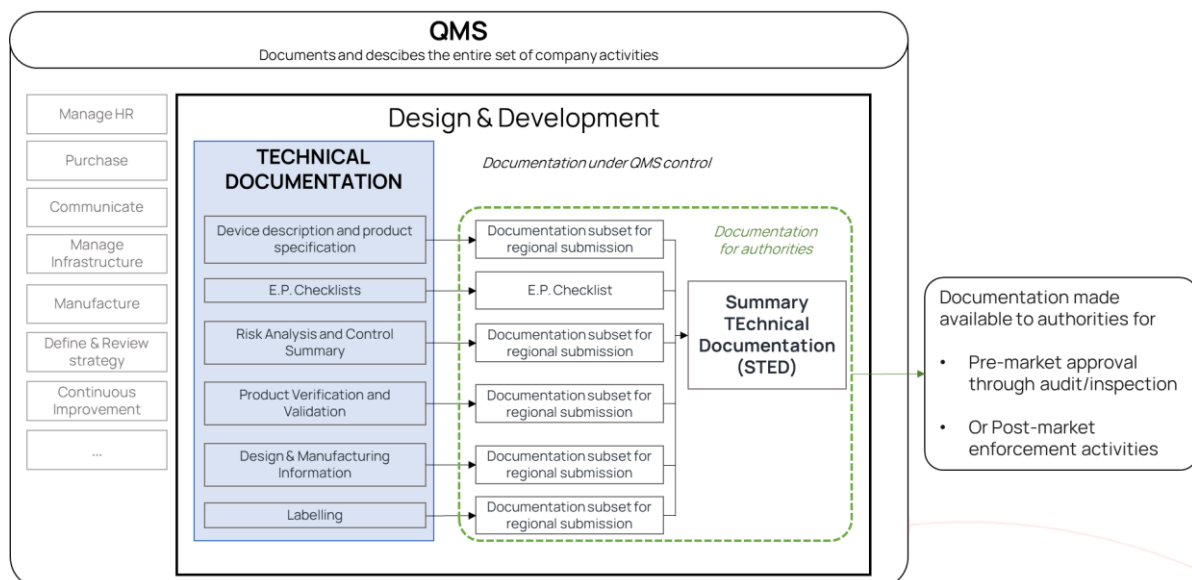 QMS
Documents and descibes the entire set of company activities
Manage HR
Purchase
Communicate
Manage
Infrastructure
Manufacture
Define & Review
strategy
Continuous
Improvement
...
Design & Development
TECHNICAL
DOCUMENTATION
Documentation under QMS control
Device description and product
specification
E.P. Checklists
Risk Analysis and Control
Summary
Product Verification and
Validation
Design & Manufacturing
Information
Labelling
Documentation subset for
regional submission
E.P. Checklist
Documentation subset for
regional submission
Documentation subset for
regional submission
Documentation subset for
regional submission
Documentation subset for
regional submission
Documentation
for authorities
Summary
TEchnical
Documentation
(STED)
Documentation made
available to authorities for
• Pre-market approval
through audit/inspection
• Or Post-market
enforcement activities